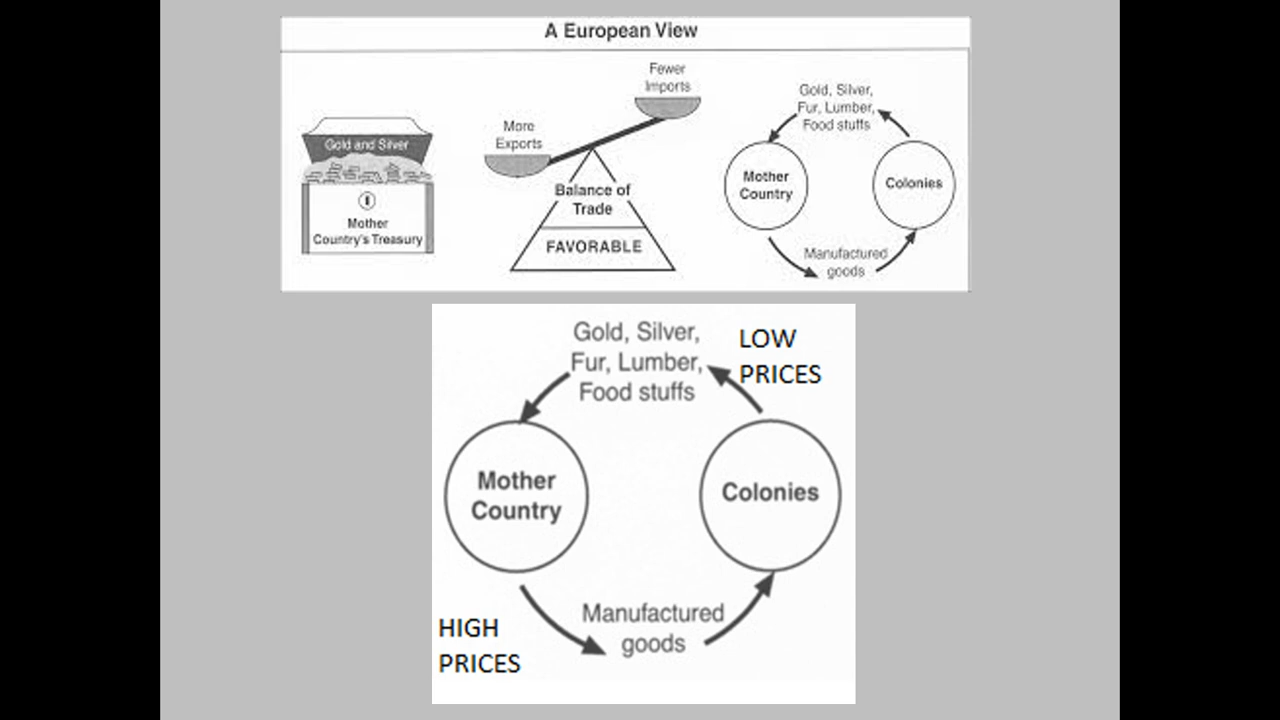 A European View
Gold and Silver
Mother
Country's Treasury
More
Exports
Fewer
Imports
Balance of
Trade
FAVORABLE
Gold, Silver,
Fur, Lumber,
Food stuffs
Mother
Country
Colonies
Manufactured
goods
Gold, Silver,
Fur, Lumber,
Food stuffs
LOW
PRICES
Mother
Country
Colonies
HIGH
PRICES
Manufactured
goods